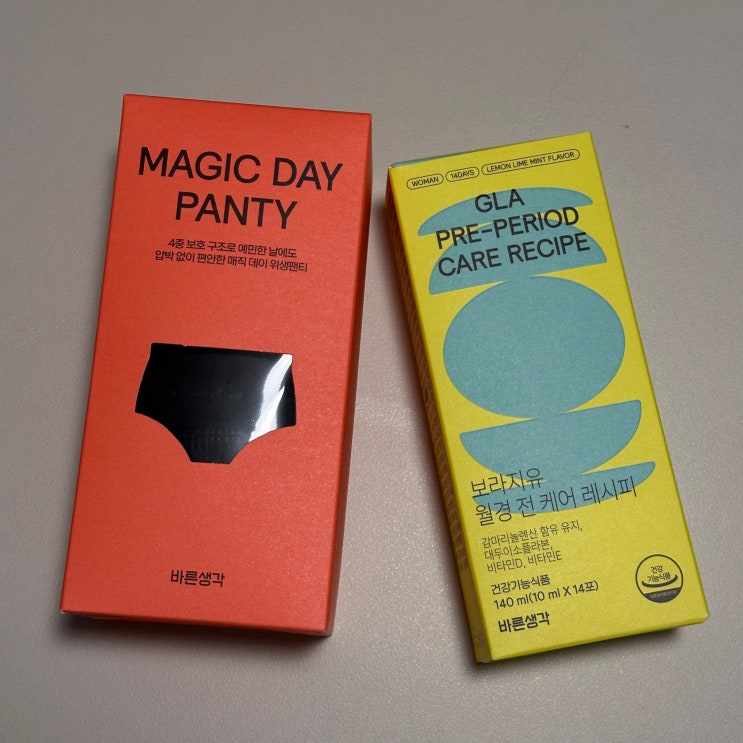 MAGIC DAY
PANTY
4중 보호 구조로 예민한 날에도
압박 없이 편안한 매직 데이 위생팬티
바른생각
WOMAN
14DAYS
LEMON LIME MINT FLAVOR
GLA
PRE-PERIOD
CARE RECIPE
보라지유
월경 전 케어 레시피
감마리놀렌산 함유 유지,
대두이소플라본,
비타민D, 비타민E
건강기능식품
140 ml(10 ml X 14포)
바른생각
건강
기능식품